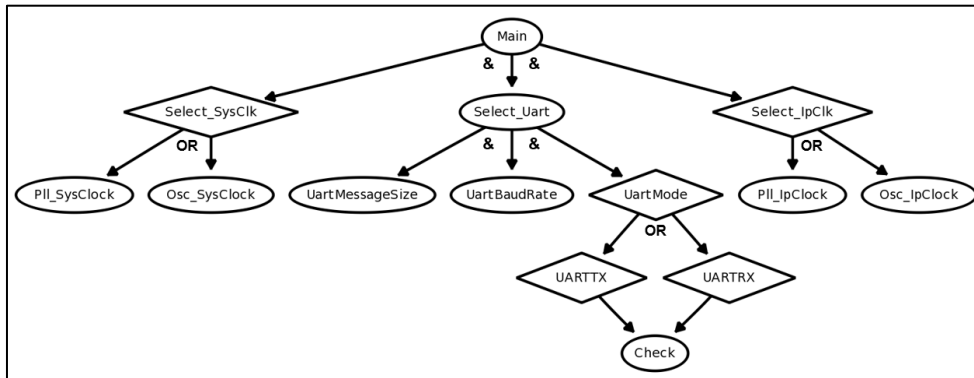 Main
& &
Select_SysClk Select_Uart Select_IpClk
OR & & OR
Pll_SysClock Osc_SysClock UartMessageSize UartBaudRate UartMode Pll_IpClock Osc_IpClock
OR
UARTTX UARTRX
Check